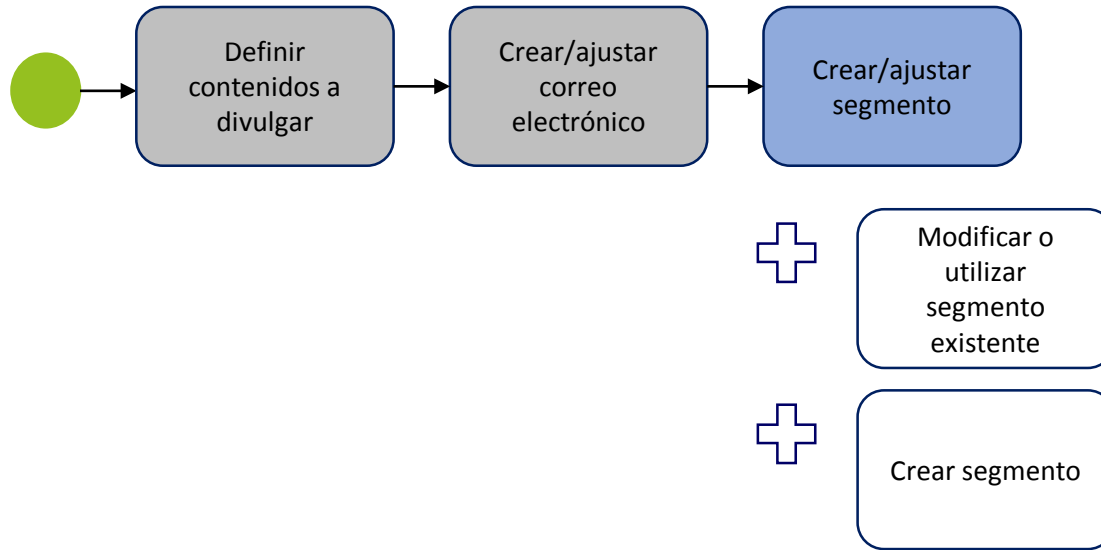 Definir
contenidos a
divulgar
Crear/ajustar
correo
electrónico
Crear/ajustar
segmento
Modificar o
utilizar
segmento
existente
Crear segmento